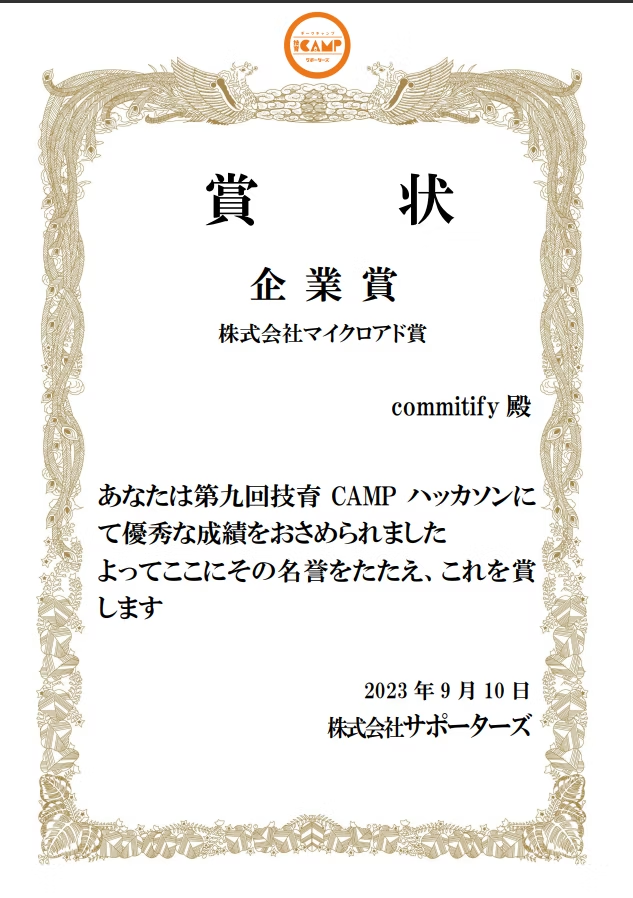 ギークキャンプ
技育CAMP
サポーターズ
賞状
企業賞
株式会社マイクロアド賞
commitify 殿
あなたは第九回技育 CAMP ハッカソンに
て優秀な成績をおさめられました
よってここにその名誉をたたえ、これを賞
します
2023 年 9 月 10 日
株式会社サポーターズ